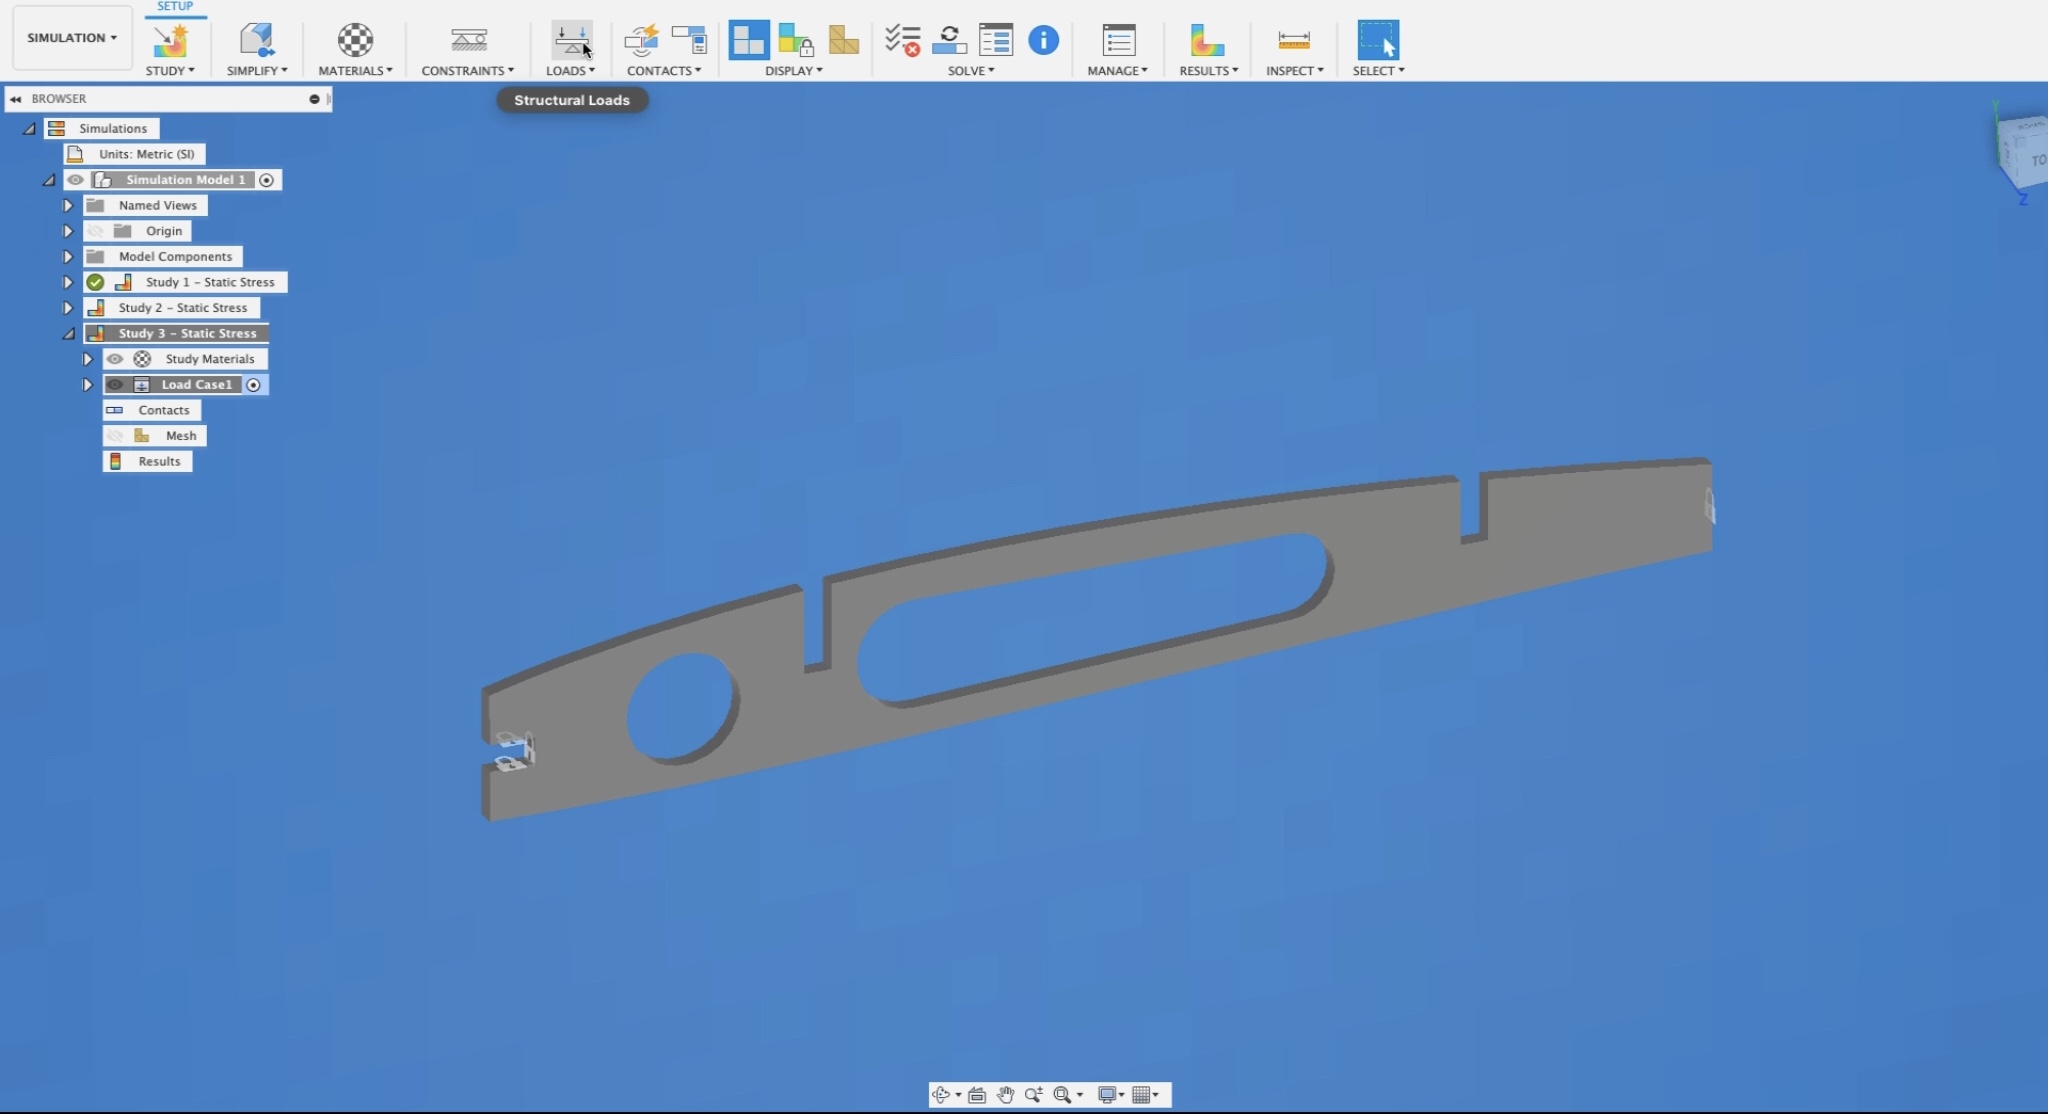 SETUP
SIMULATION
STUDY
SIMPLIFY
MATERIALS
CONSTRAINTS
LOADS
CONTACTS
DISPLAY
SOLVE
MANAGE
RESULTS
INSPECT
SELECT
BROWSER
Structural Loads
Simulations
Units: Metric (SI)
Simulation Model 1
Named Views
Origin
Model Components
Study 1 - Static Stress
Study 2 - Static Stress
Study 3 - Static Stress
Study Materials
Load Case1
Contacts
Mesh
Results
Y
TO
Z